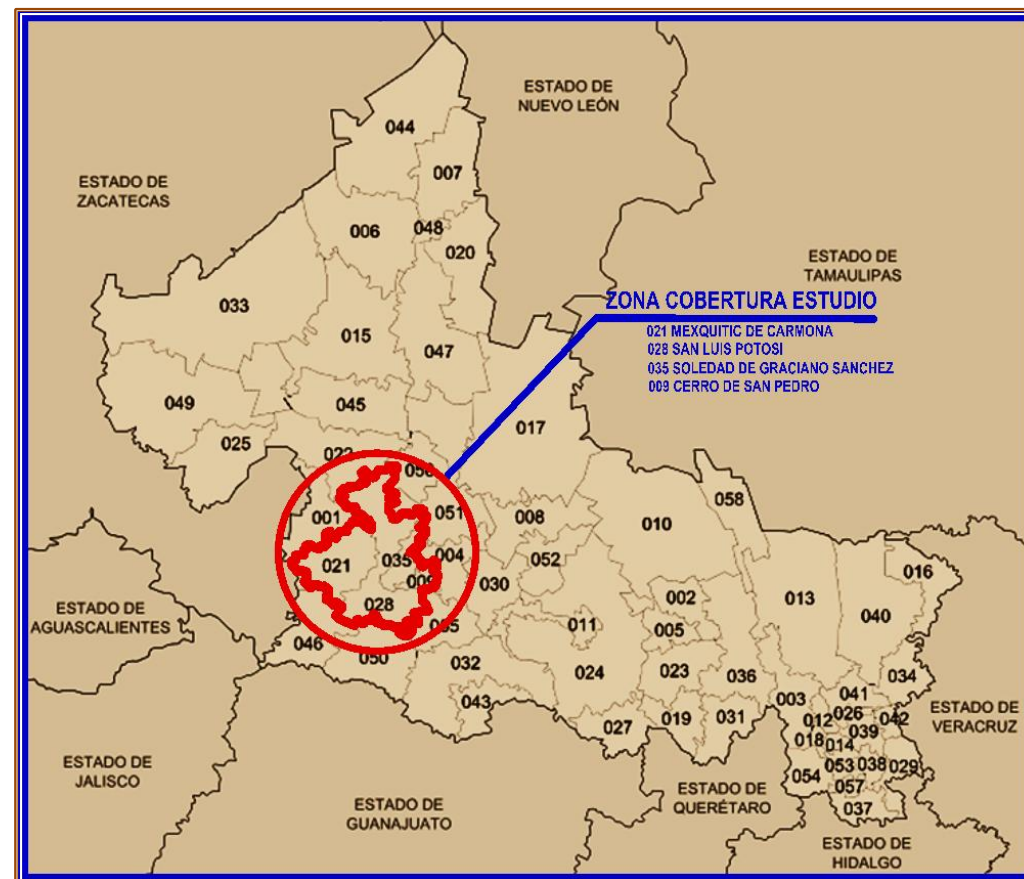 ESTADO DE
NUEVO LEÓN
044
007
ESTADO DE
ZACATECAS
006
048
020
ESTADO DE
TAMAULIPAS
033
ZONA COBERTURA ESTUDIO
021 MEXQUITIC DE CARMONA
028 SAN LUIS POTOSI
035 SOLEDAD DE GRACIANO SANCHEZ
009 CERRO DE SAN PEDRO
015
047
049
045
025
017
022
056
058
001
051
008
010
021
035
004
052
016
009
030
002
013
040
028
ESTADO DE
AGUASCALIENTES
011
005
046
050
032
024
023
036
034
043
003
041
027
019
031
012
026
042
ESTADO DE
VERACRUZ
018
014
039
054
053
038
029
ESTADO DE
JALISCO
057
037
ESTADO DE
GUANAJUATO
ESTADO DE
QUERÉTARO
ESTADO DE
HIDALGO